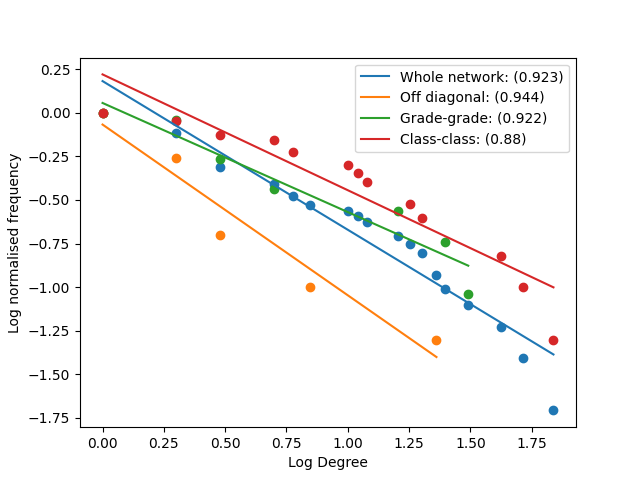 Whole network: (0.923)
Off diagonal: (0.944)
Grade-grade: (0.922)
Class-class: (0.88)
0.25
0.00
−0.25
−0.50
−0.75
−1.00
−1.25
−1.50
−1.75
Log normalised frequency
0.00 0.25 0.50 0.75 1.00 1.25 1.50 1.75
Log Degree